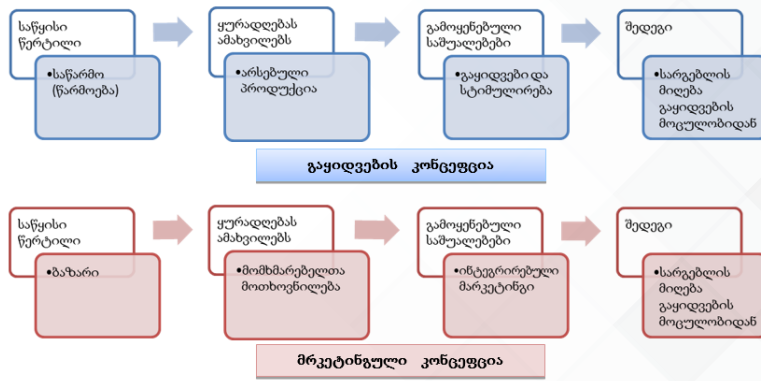 საწყისი
წერტილი
•საწარმო
(წარმოება)
ყურადღებას
ამახვილებს
•არსებული
პროდუქცია
გამოყენებული
საშუალებები
•გაყიდვები და
სტიმულირება
შედეგი
•სარგებლის
მიღება
გაყიდვების
მოცულობიდან
გაყიდვების კონცეფცია
საწყისი
წერტილი
•ბაზარი
ყურადღებას
ამახვილებს
•მომხმარებელთა
მოთხოვნილება
გამოყენებული
საშუალებები
•ინტეგრირებული
მარკეტინგი
შედეგი
•სარგებლის
მიღება
გაყიდვების
მოცულობიდან
მრკეტინგული კონცეფცია